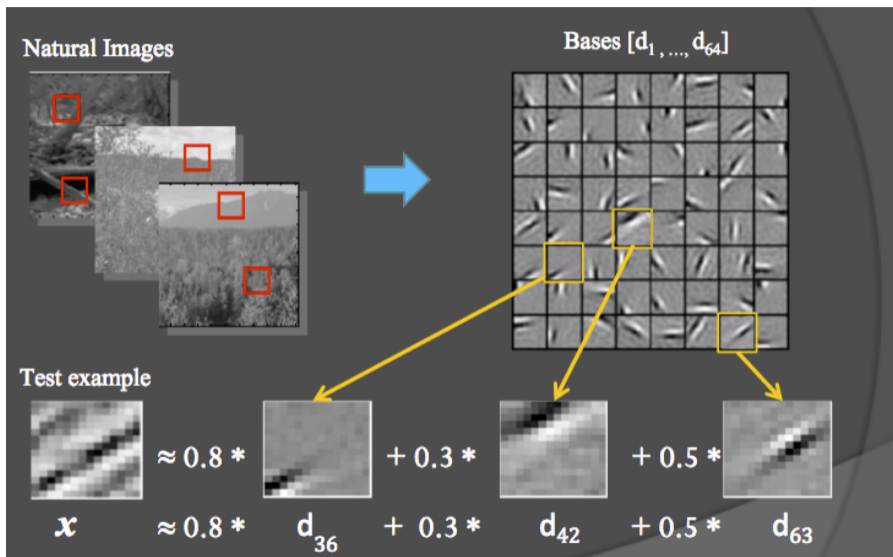 Natural Images
Bases [d1 , ..., d64]
Test example
≈ 0.8 * + 0.3 * + 0.5 *
x ≈ 0.8 * d36 + 0.3 * d42 + 0.5 * d63